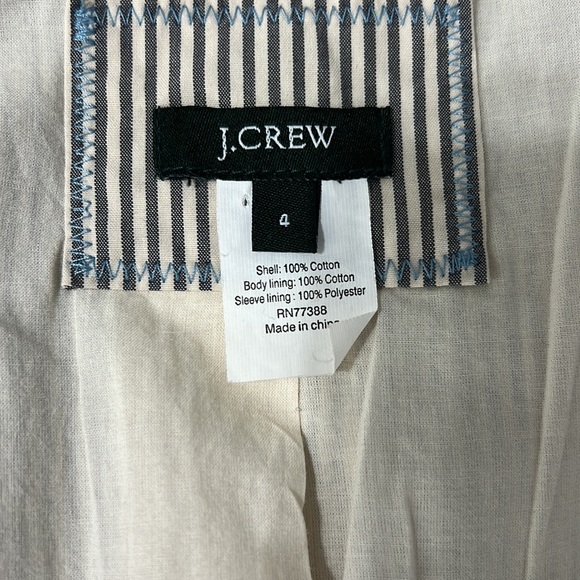 J.CREW
4
Shell: 100% Cotton
Body lining: 100% Cotton
Sleeve lining: 100% Polyester
RN77388
Made in china